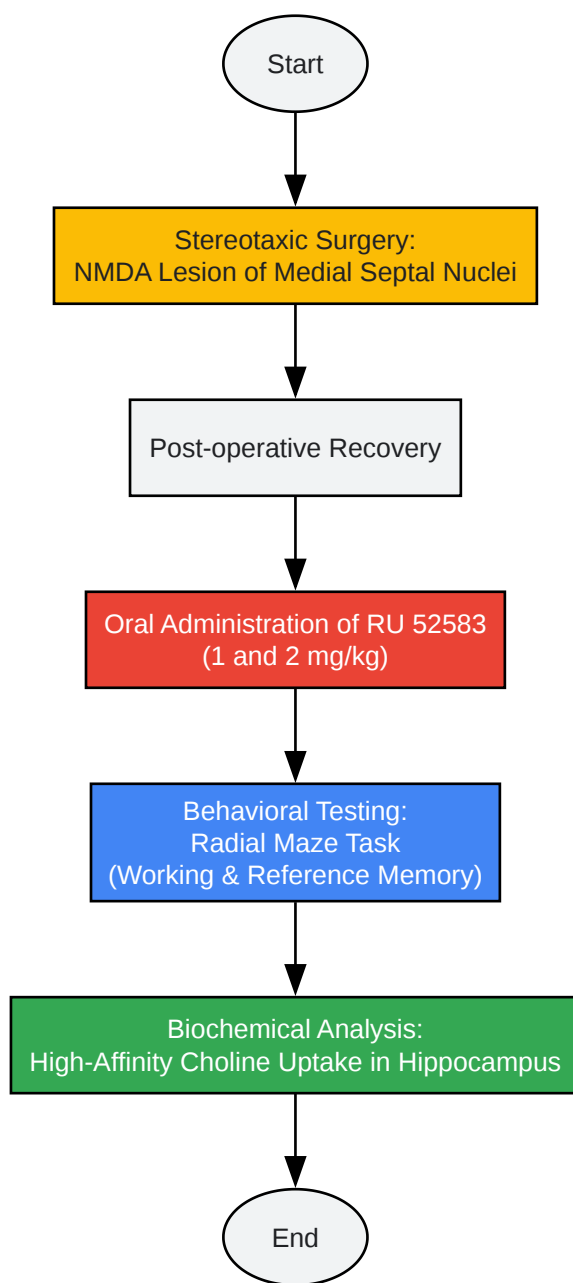 Start
Stereotaxic Surgery:
NMDA Lesion of Medial Septal Nuclei
Post-operative Recovery
Oral Administration of RU 52583
(1 and 2 mg/kg)
Behavioral Testing:
Radial Maze Task
(Working & Reference Memory)
Biochemical Analysis:
High-Affinity Choline Uptake in Hippocampus
End